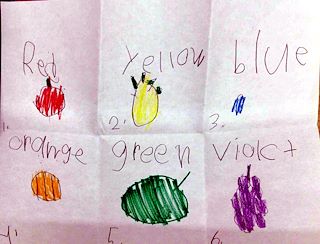 Red yellow blue
1. 2. 3.
orange green violet
4. 5. 6.